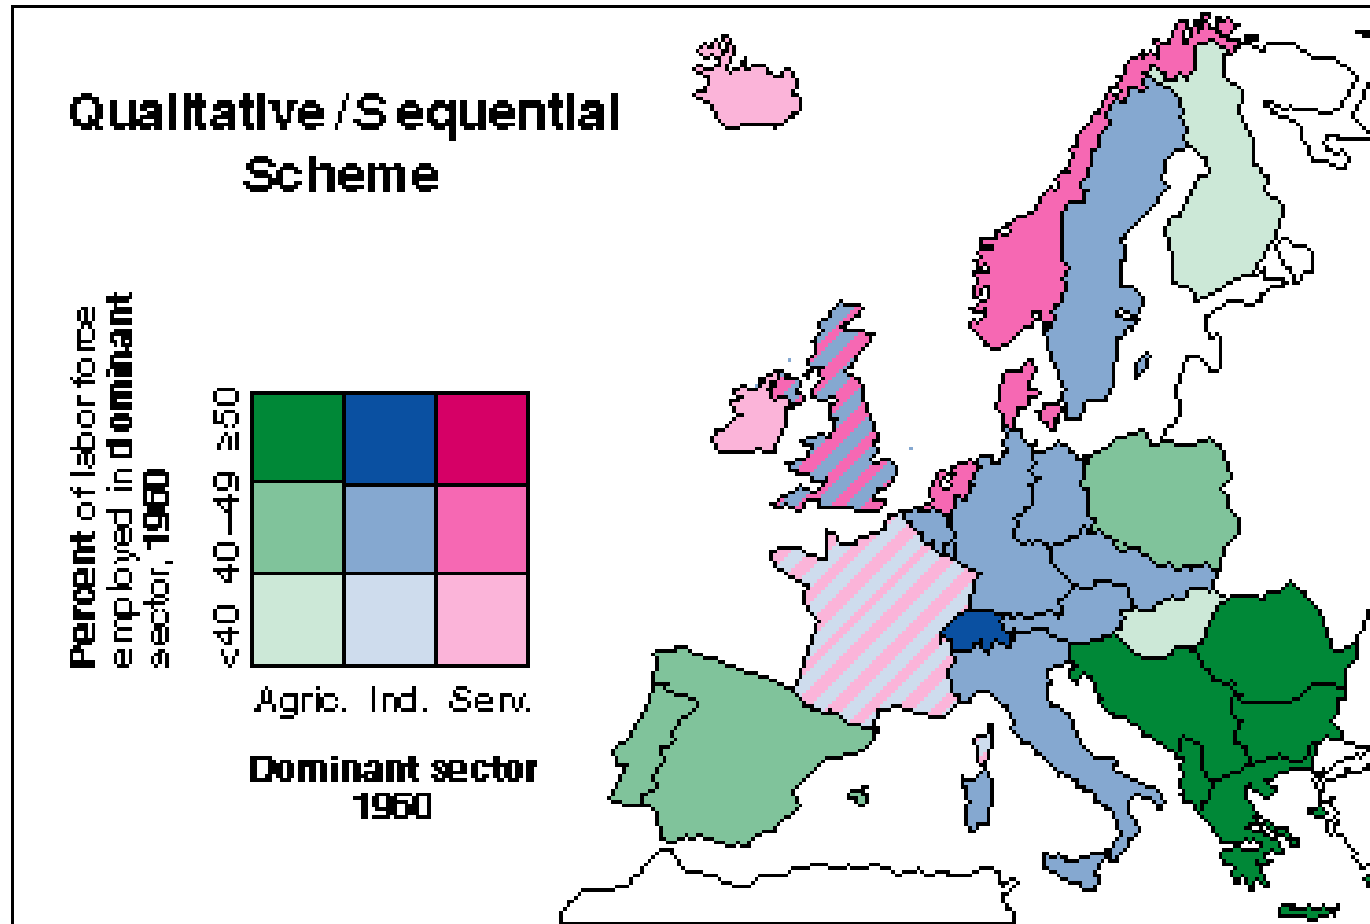 Qualitative/Sequential
Scheme
Percent of labor force
employed in dominant
sector, 1960
<40 40–49 ≥50
Agric. Ind. Serv.
Dominant sector
1960